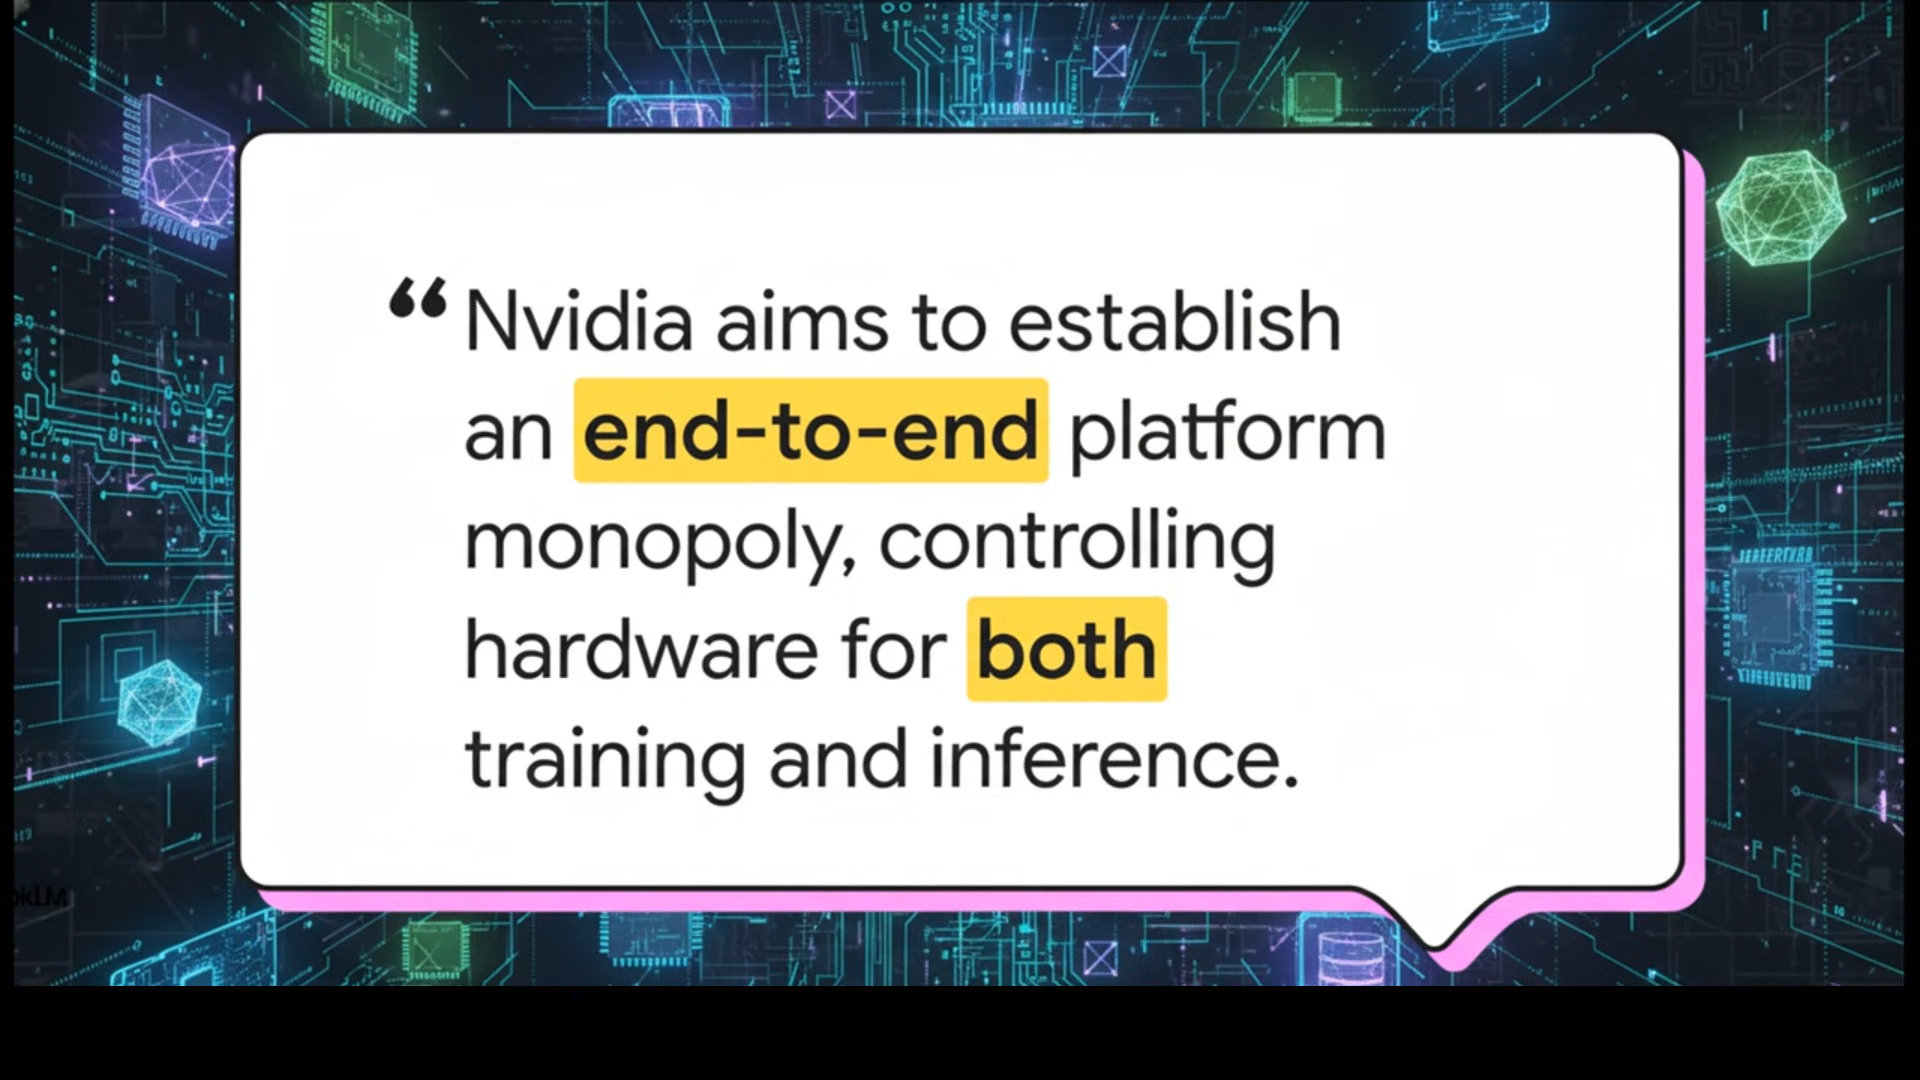 “Nvidia aims to establish
an end-to-end platform
monopoly, controlling
hardware for both
training and inference.